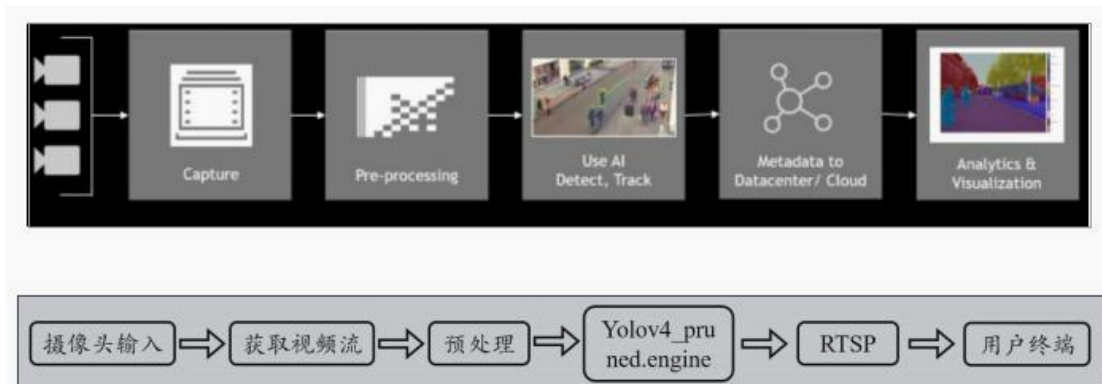 Capture
Pre-processing
Use AI
Detect, Track
Metadata to
Datacenter/ Cloud
Analytics &
Visualization
摄像头输入
获取视频流
预处理
Yolov4_pru
ned.engine
RTSP
用户终端